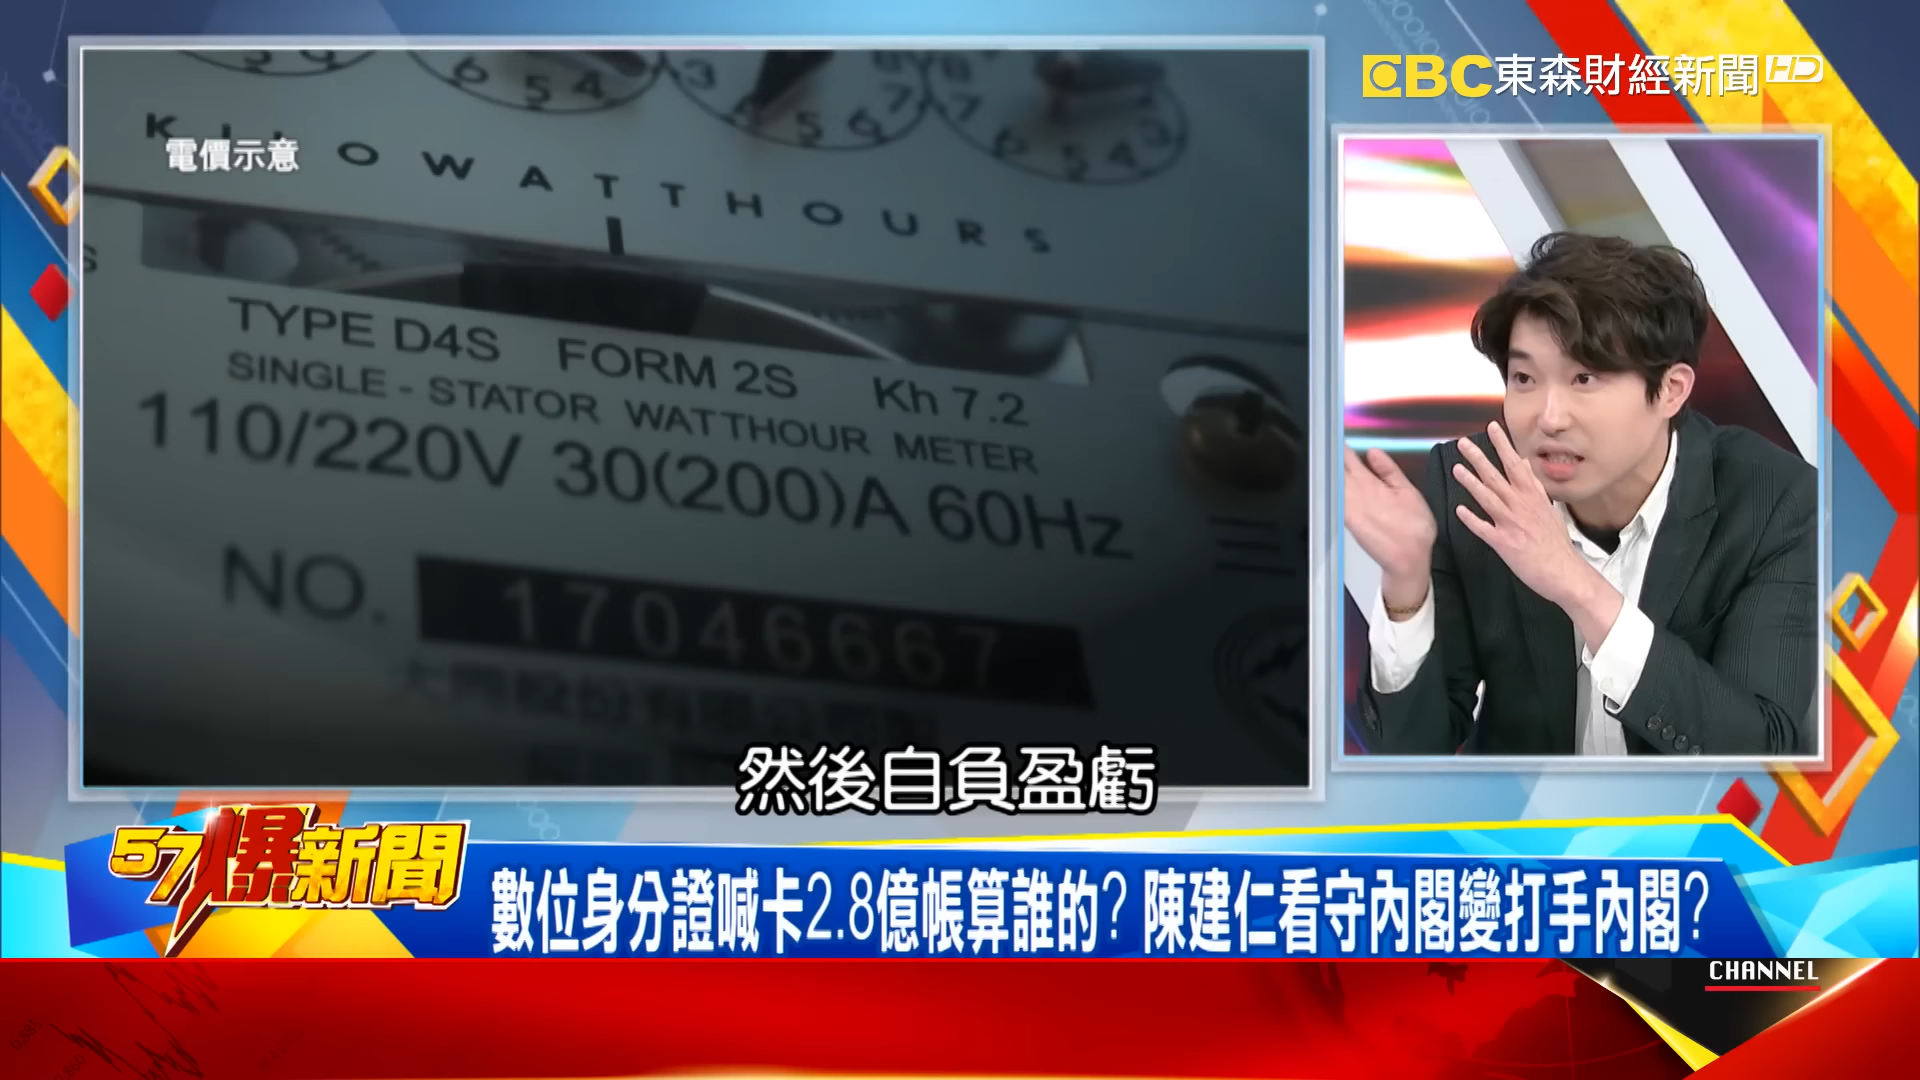 EBC東森財經新聞HD
電價示意
KILOWATTHOURS
TYPE D4S FORM 2S Kh 7.2
SINGLE - STATOR WATTHOUR METER
110/220V 30(200)A 60Hz
NO. 17046667
然後自負盈虧
57爆新聞
數位身分證喊卡2.8億帳算誰的? 陳建仁看守內閣變打手內閣?
CHANNEL